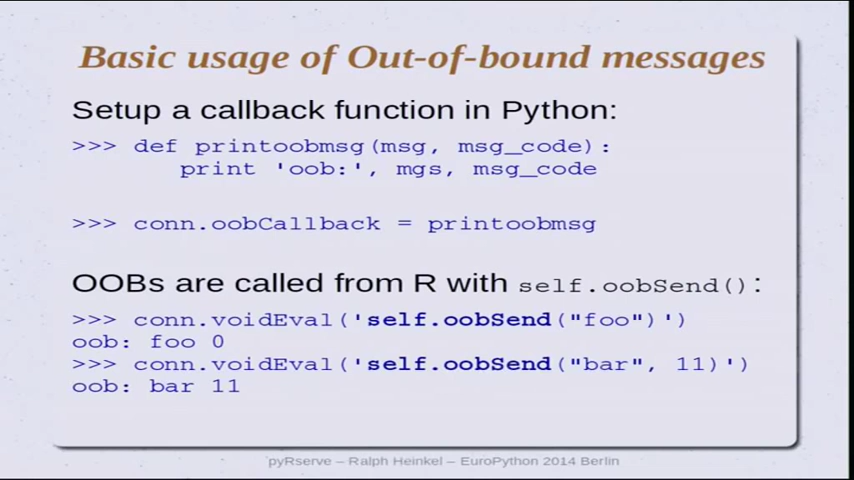 Basic usage of Out-of-bound messages
Setup a callback function in Python:
>>> def printoobmsg(msg, msg_code):
print 'oob:', mgs, msg_code
>>> conn.oobCallback = printoobmsg
OOBs are called from R with self.oobSend():
>>> conn.voidEval('self.oobSend("foo")')
oob: foo 0
>>> conn.voidEval('self.oobSend("bar", 11)')
oob: bar 11
pyRserve – Ralph Heinkel – EuroPython 2014 Berlin